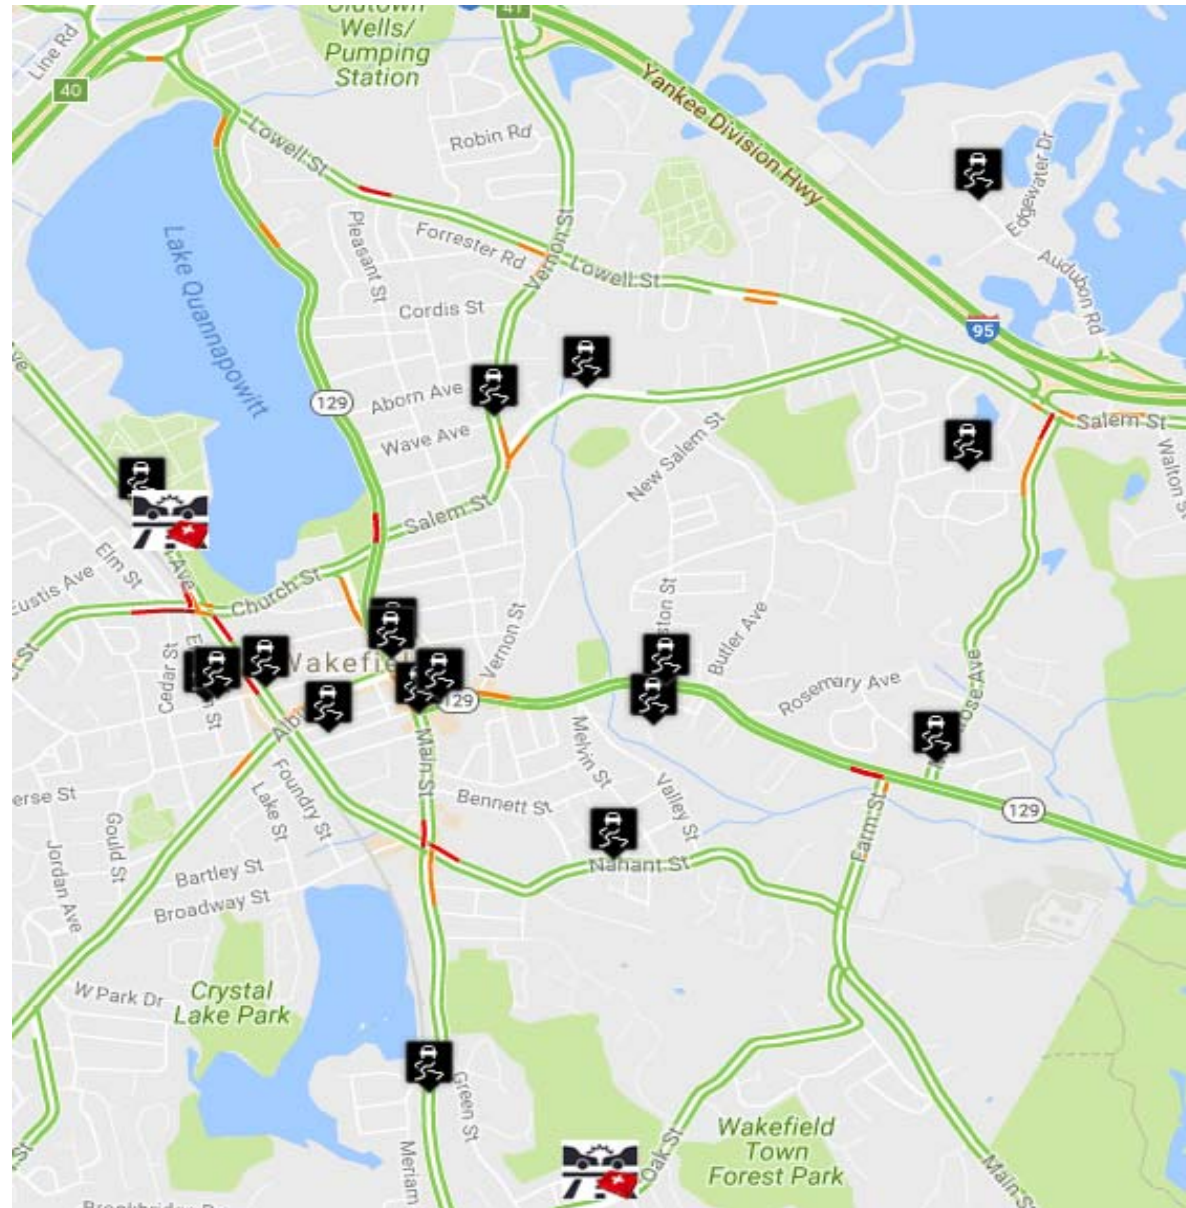 Oldtown
Wells/
Pumping
Station
41
40
Line Rd
Yankee Division Hwy
Robin Rd
Lowell St
Edgewater Dr
Pleasant St
Forrester Rd
Vernon St
Lowell St
Audubon Rd
Lake Quannapowitt
Cordis St
95
129
Aborn Ave
Wave Ave
New Salem St
Salem St
Walton St
Salem St
Elm St
Ave
Eustis Ave
Church St
Vernon St
Butler Ave
Cedar St
Wakefiel
Rosemary Ave
129
Main St
Melvin St
Foundry St
Lake St
Bennett St
Valley St
Farm St
129
Gould St
Jordan Ave
Nahant St
Bartley St
Broadway St
W Park Dr
Crystal
Lake Park
Green St
Meriam
Oak St
Wakefield
Town
Forest Park
Main St